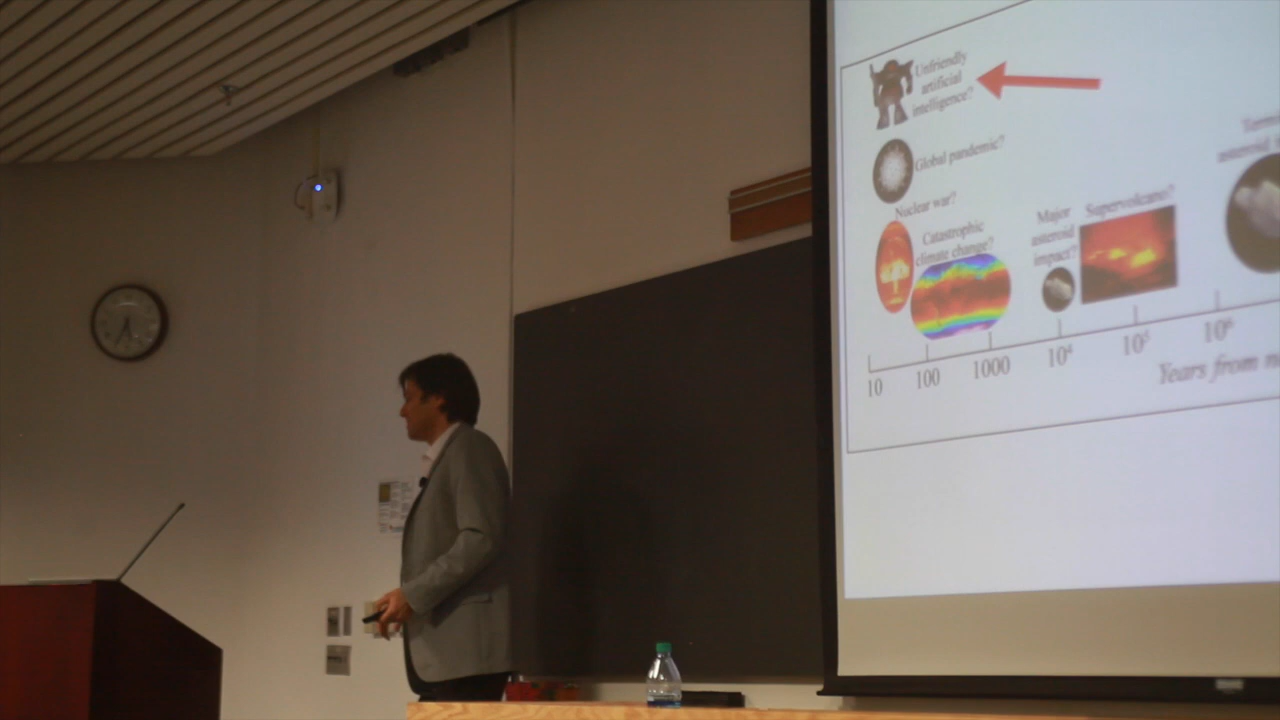 Unfriendly
artificial
intelligence?
Global pandemic?
Nuclear war?
Catastrophic
climate change?
Major
asteroid
impact?
Supervolcano?
asteroid
10
100
1000
10⁴
10⁵
10⁶
Years from